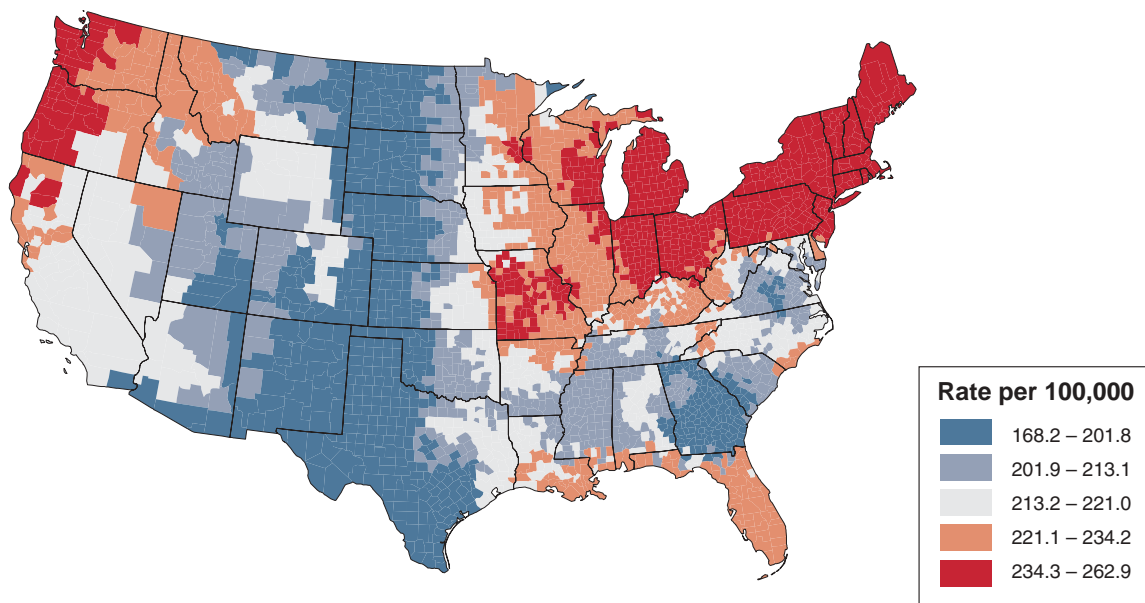 Rate per 100,000
168.2 – 201.8
201.9 – 213.1
213.2 – 221.0
221.1 – 234.2
234.3 – 262.9